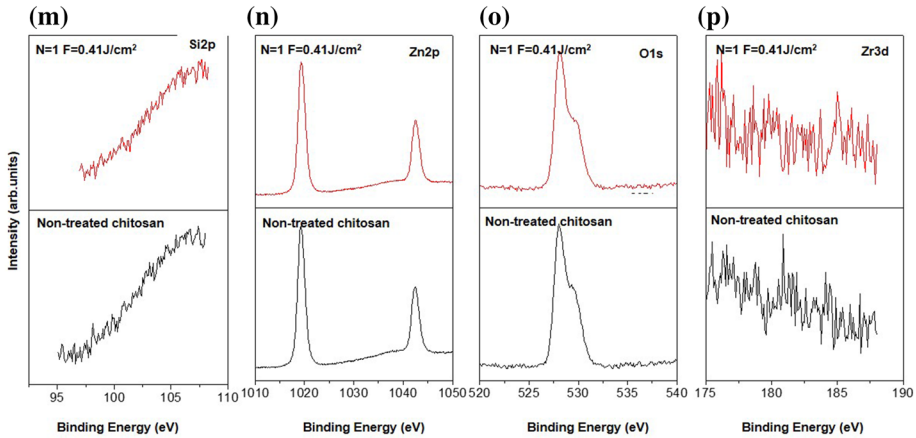 (m) (n) (o) (p)
N=1 F=0.41J/cm² Si2p
N=1 F=0.41J/cm² Zn2p
N=1 F=0.41J/cm² O1s
N=1 F=0.41J/cm² Zr3d
Intensity (arb.units)
Non-treated chitosan
Non-treated chitosan
Non-treated chitosan
Non-treated chitosan
95 100 105 110
1010 1020 1030 1040 1050
520 525 530 535 540
175 180 185 190
Binding Energy (eV)
Binding Energy (eV)
Binding Energy (eV)
Binding Energy (eV)